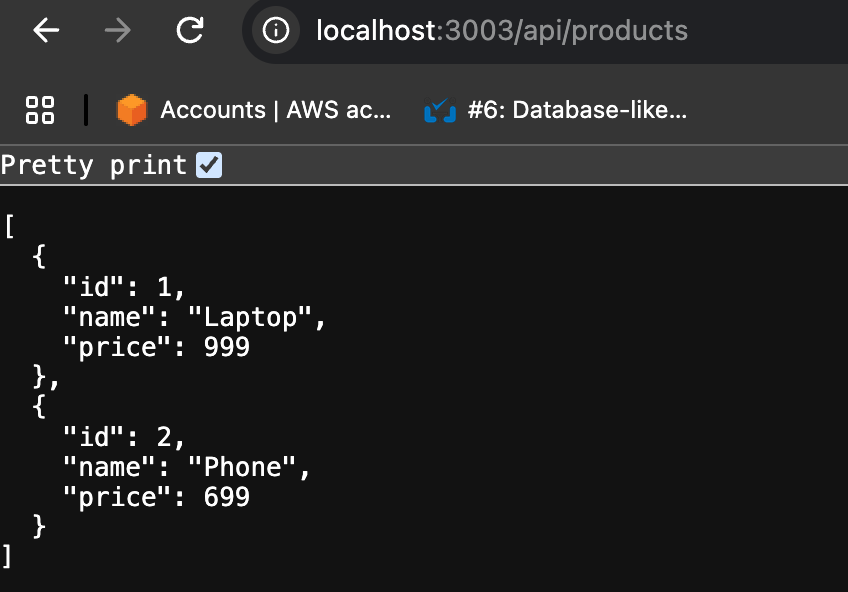 localhost:3003/api/products
Accounts | AWS ac... #6: Database-like...
Pretty print
[
  {
    "id": 1,
    "name": "Laptop",
    "price": 999
  },
  {
    "id": 2,
    "name": "Phone",
    "price": 699
  }
]